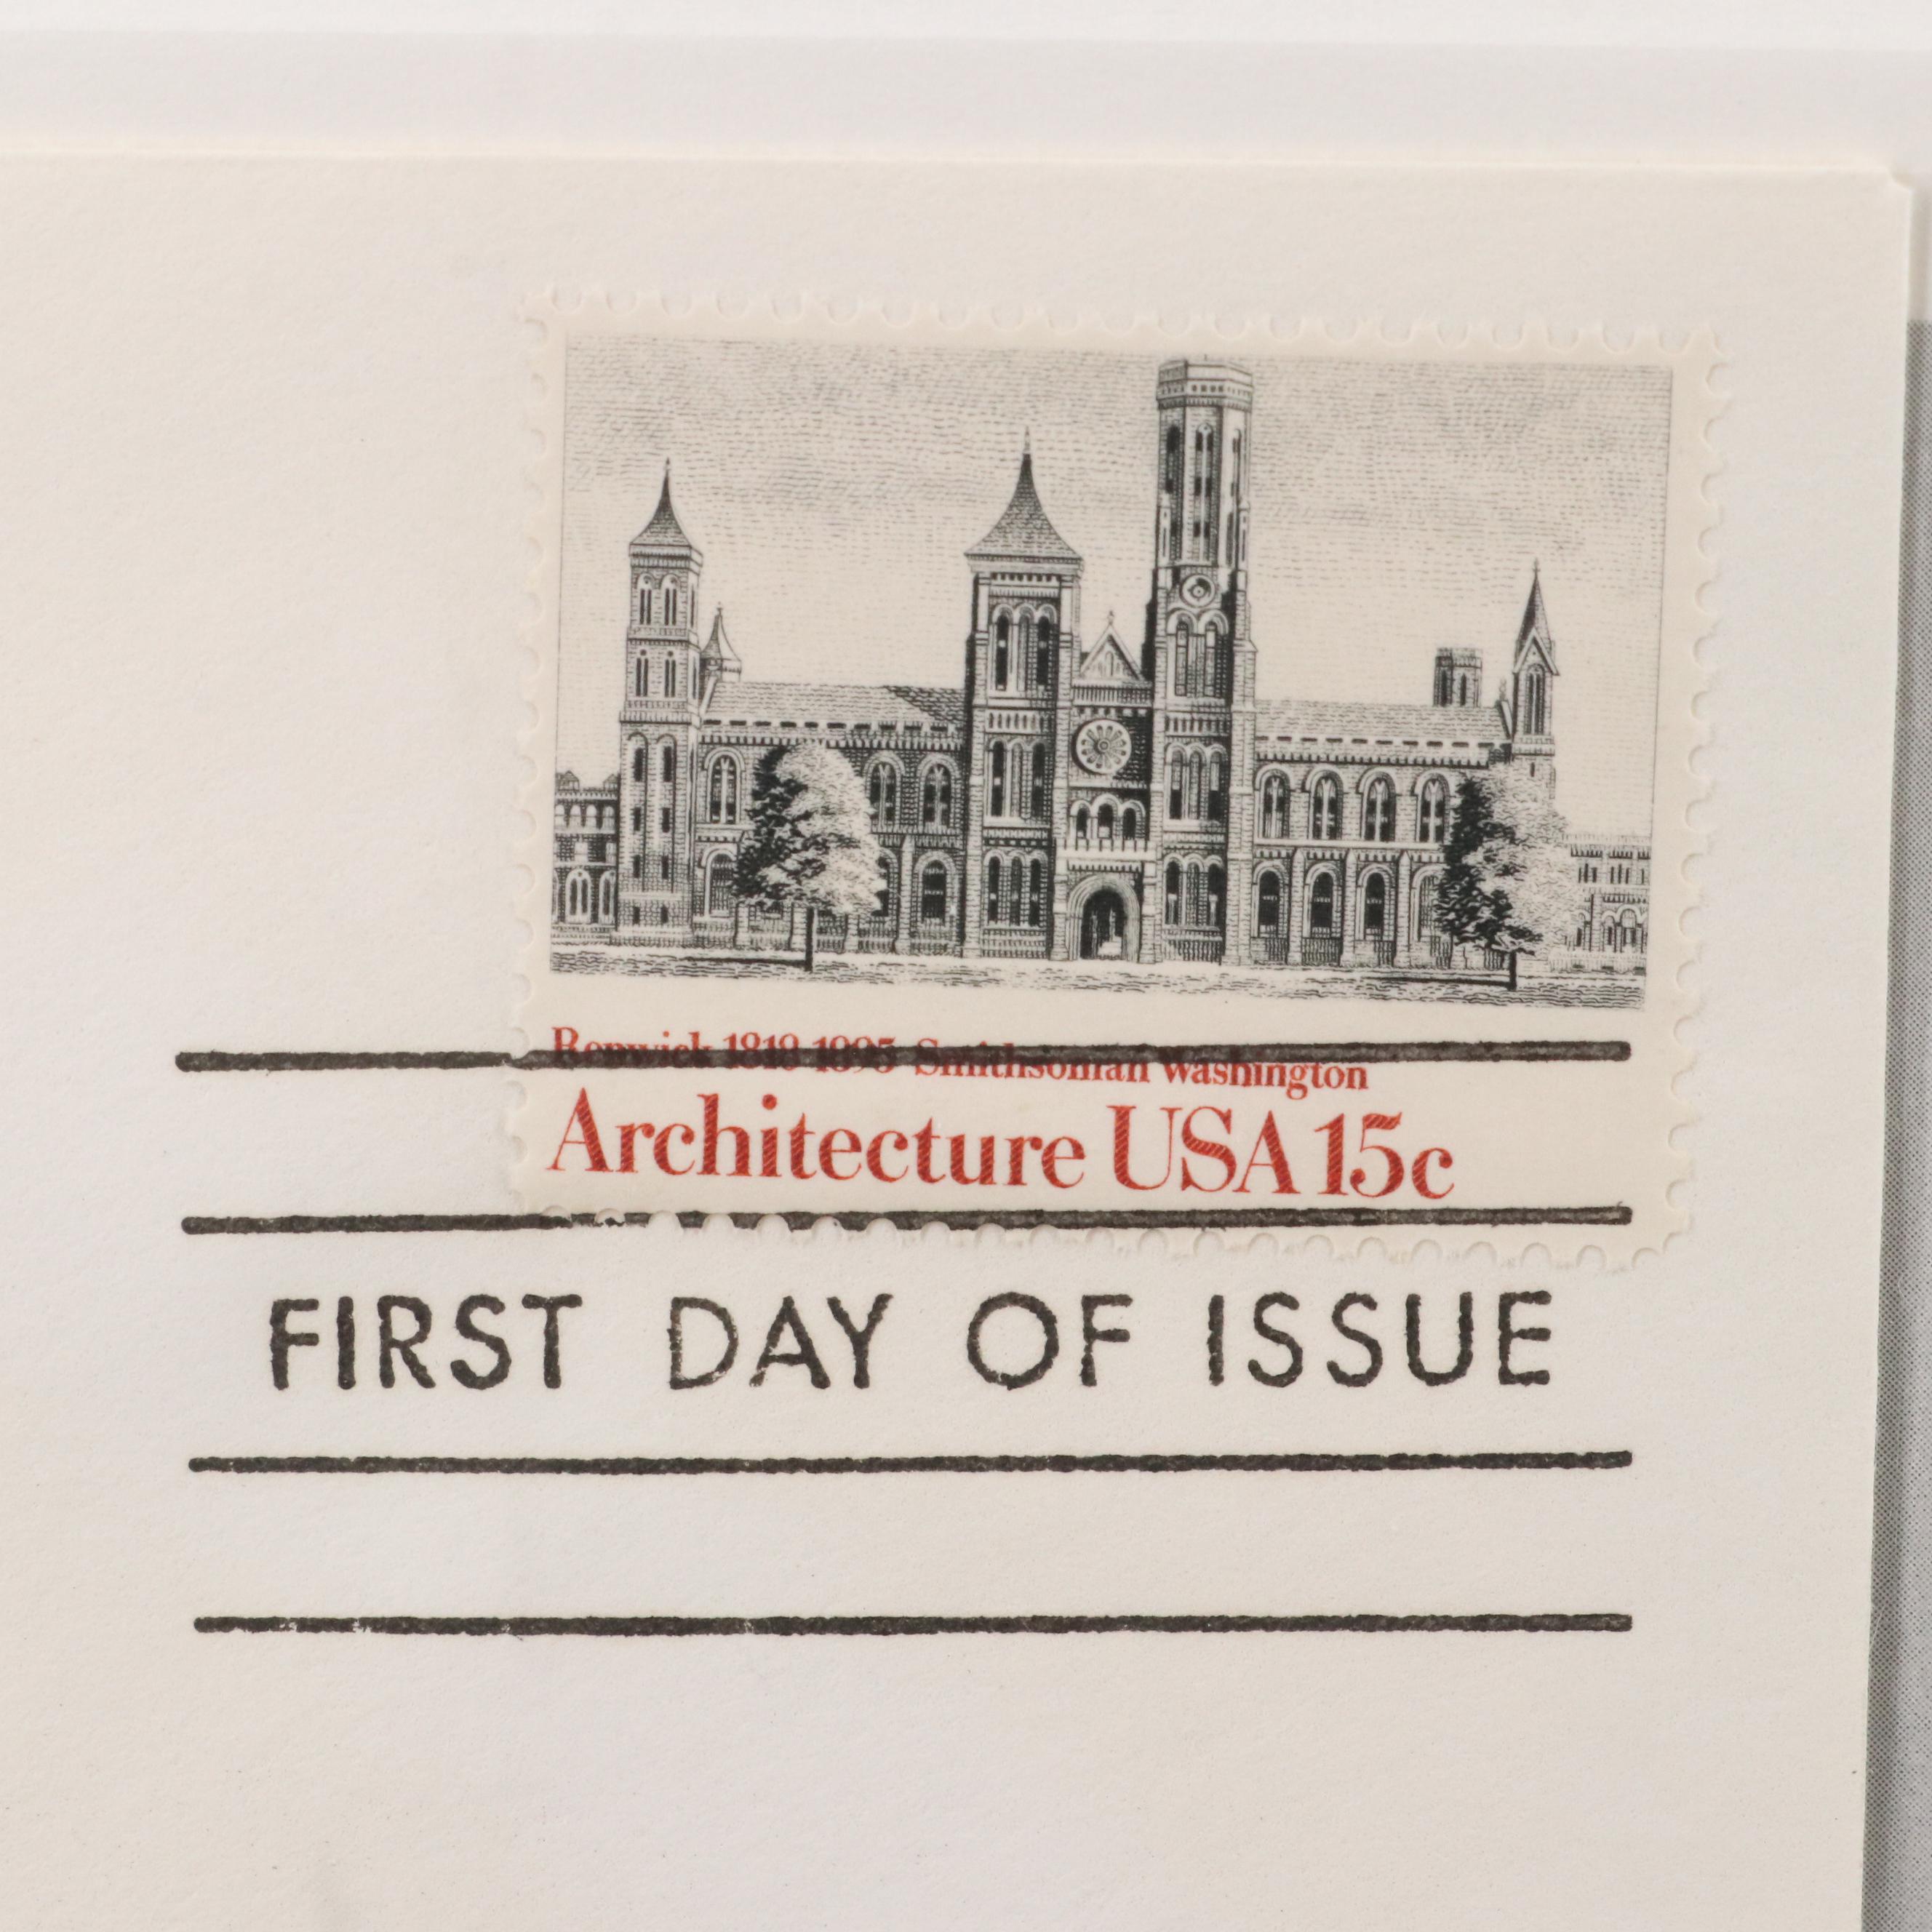 Renwick 1818-1895 Smithsonian Washington
Architecture USA 15c
FIRST DAY OF ISSUE